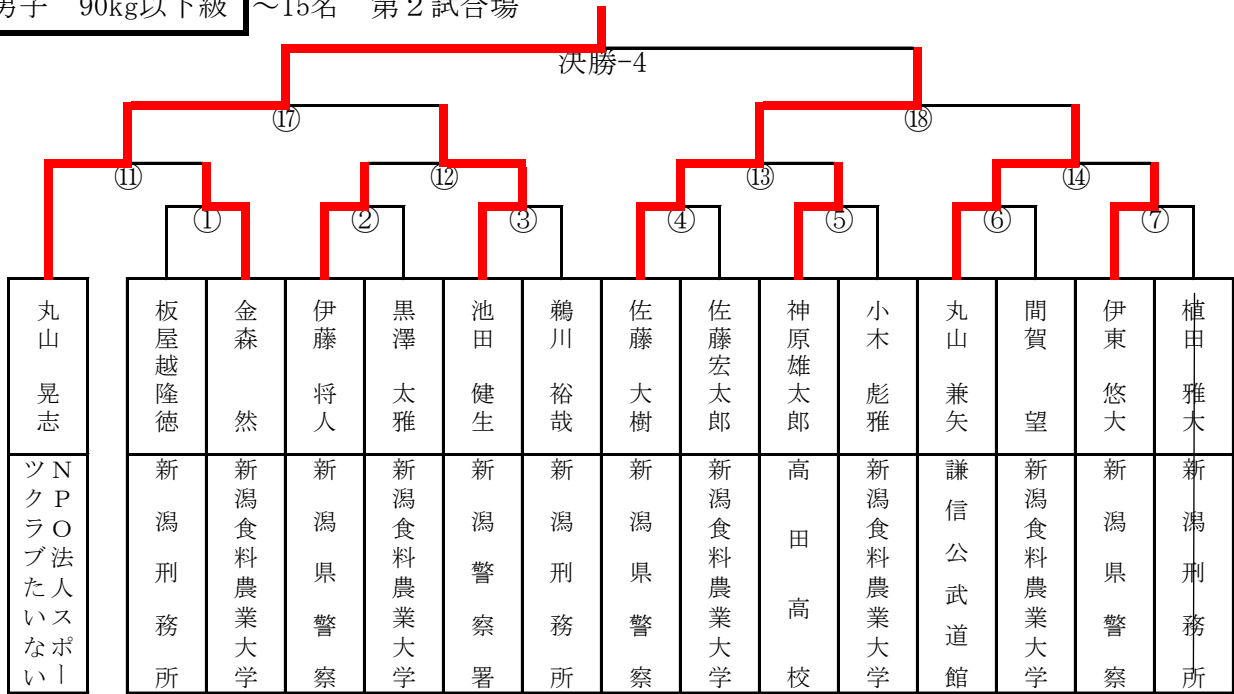 男子　90kg以下級　～15名　第２試合場
決勝-4
⑰
⑱
⑪
⑫
⑬
⑭
①
②
③
④
⑤
⑥
⑦
丸山　晃志
板屋越隆徳
金森　　然
伊藤　将人
黒澤　太雅
池田　健生
鵜川　裕哉
佐藤　大樹
佐藤宏太郎
神原雄太郎
小木　彪雅
丸山　兼矢
間賀　　望
伊東　悠大
植田　雅大
ＮＰＯ法人スポーツクラブたいない
新潟刑務所
新潟食料農業大学
新潟県警察
新潟食料農業大学
新潟警察署
新潟刑務所
新潟県警察
新潟食料農業大学
高田高校
新潟食料農業大学
謙信公武道館
新潟食料農業大学
新潟県警察
新潟刑務所